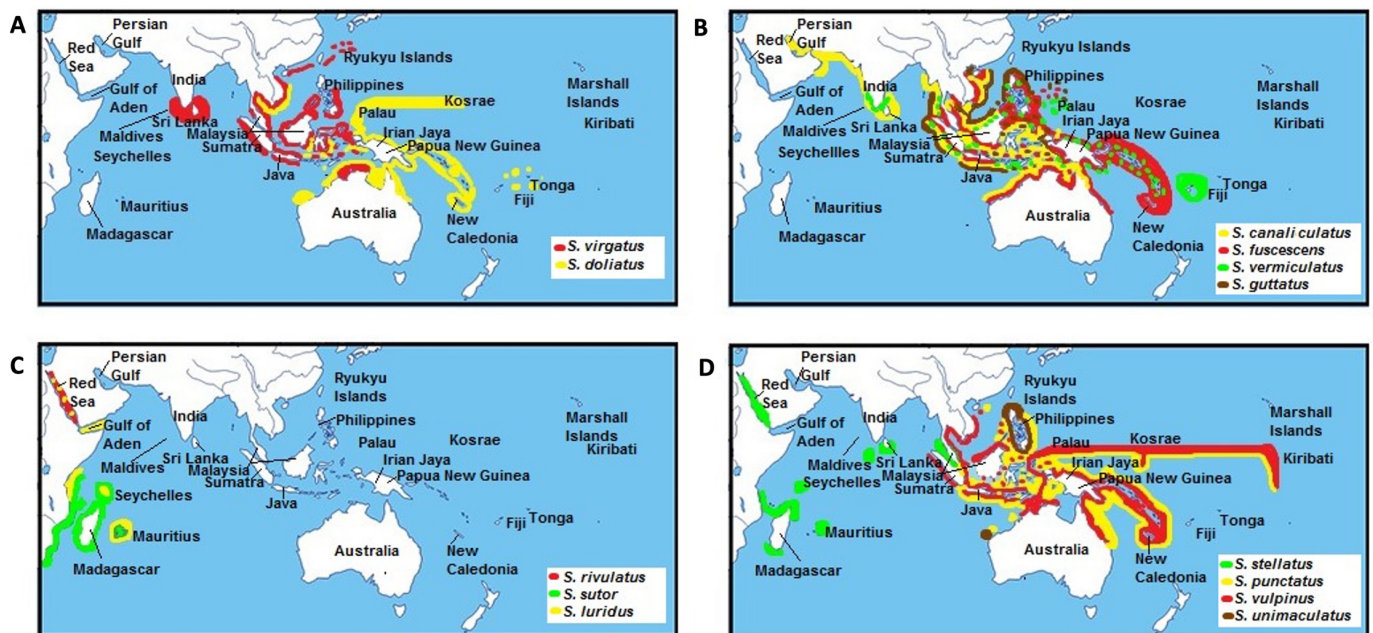 A
Persian
Gulf
Red
Sea
Ryukyu Islands
India
Philippines
Gulf of
Aden
Marshall
Islands
Kosrae
Kiribati
Palau
Sri Lanka
Maldives
Malaysia
Irian Jaya
Seychelles
Sumatra
Papua New Guinea
Java
Tonga
Fiji
Mauritius
Australia
Madagascar
New
Caledonia
S. virgatus
S. doliatus
B
Persian
Gulf
Red
Sea
Ryukyu Islands
India
Philippines
Gulf of
Aden
Marshall
Islands
Kosrae
Kiribati
Palau
Maldives
Sri Lanka
Irian Jaya
Papua New Guinea
Seychelles
Malaysia
Sumatra
Java
Tonga
Fiji
Mauritius
Australia
Madagascar
New
Caledonia
S. canali culatus
S. fuscescens
S. vermiculatus
S. guttatus
C
Persian
Gulf
Red
Sea
Ryukyu
Islands
India
Philippines
Gulf of
Aden
Marshall
Islands
Kosrae
Kiribati
Palau
Sri Lanka
Maldives
Malaysia
Irian Jaya
Sumatra
Papua New Guinea
Seychelles
Java
Fiji
Tonga
Mauritius
Australia
Madagascar
New
Caledonia
S. rivulatus
S. sutor
S. luridus
D
Persian
Gulf
Red
Sea
Ryukyu
Islands
India
Philippines
Gulf of
Aden
Marshall
Islands
Kosrae
Kiribati
Palau
Maldives
Sri Lanka
Irian Jaya
Seychelles
Malaysia
Sumatra
Papua New Guinea
Java
Fiji
Tonga
Mauritius
Australia
Madagascar
New
Caledonia
S. stellatus
S. punctatus
S. vulpinus
S. unimaculatus